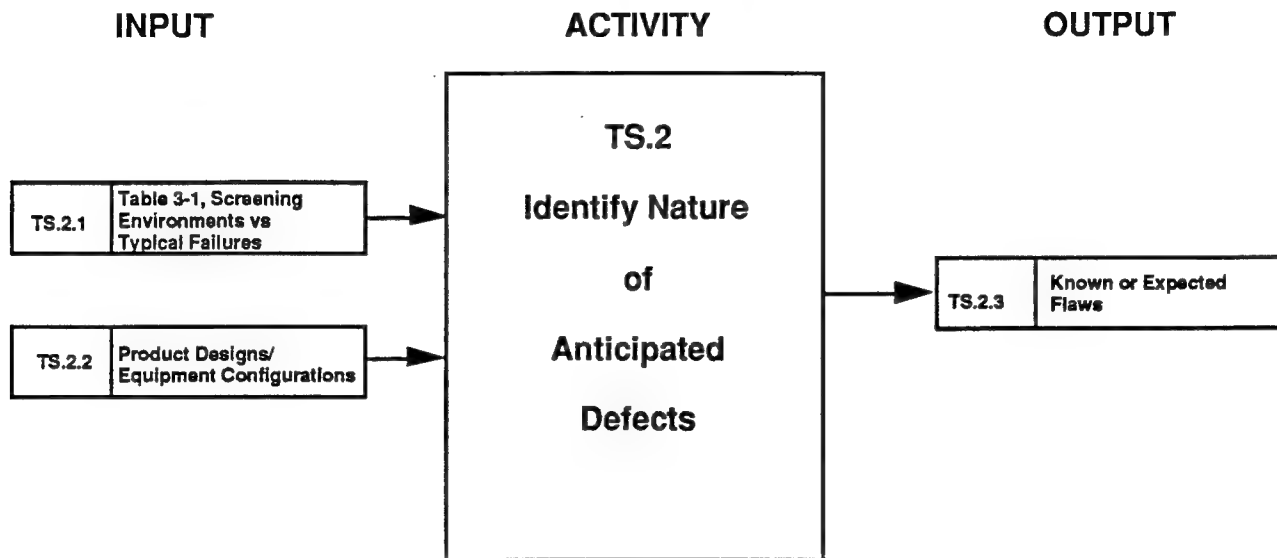 INPUT
ACTIVITY
OUTPUT
TS.2.1
Table 3-1, Screening
Environments vs
Typical Failures
TS.2.2
Product Designs/
Equipment Configurations
TS.2
Identify Nature
of
Anticipated
Defects
TS.2.3
Known or Expected
Flaws